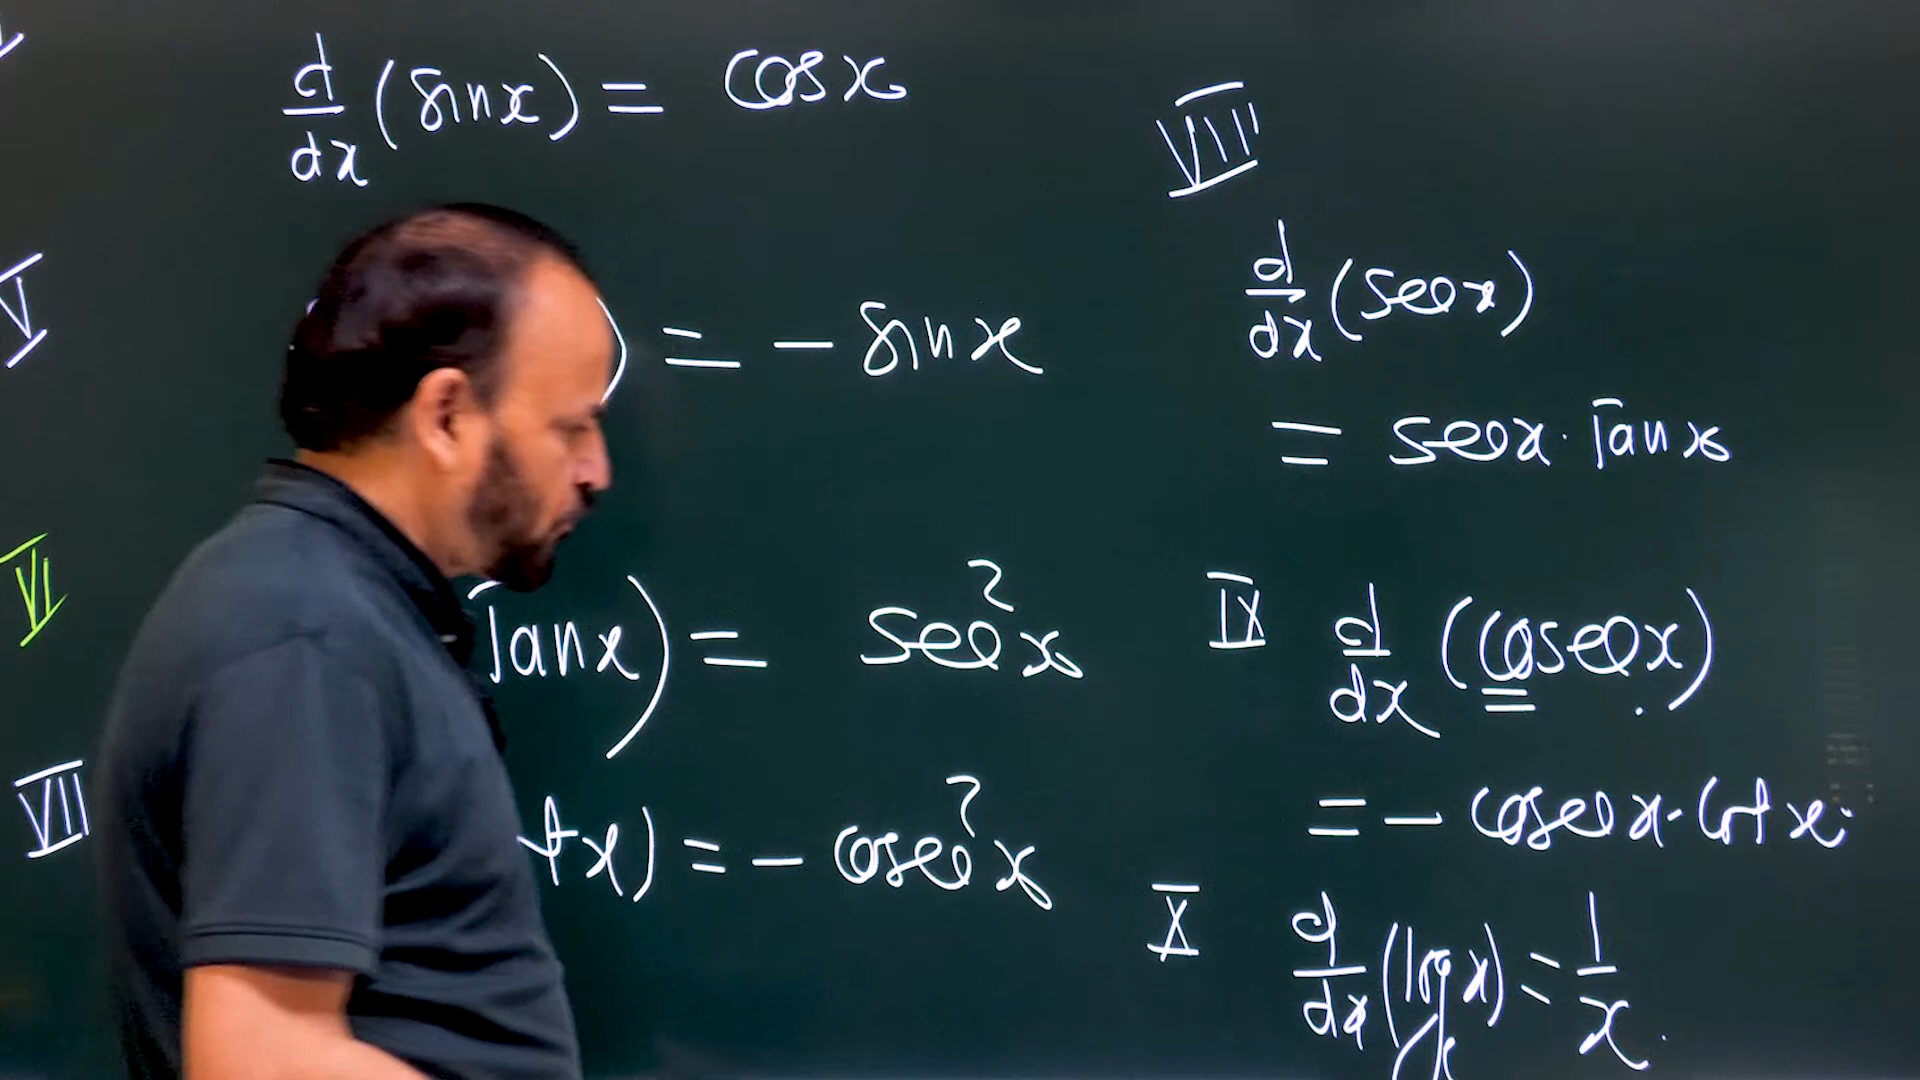 d/dx (sinx) = cosx
V
) = - sinx
VI
tanx) = sec²x
VII
tx) = - cosec²x
VIII
d/dx (secx)
= secx · tanx
IX d/dx (cosecx)
= - cosecx · cotx
X d/dx (log x) = 1/x